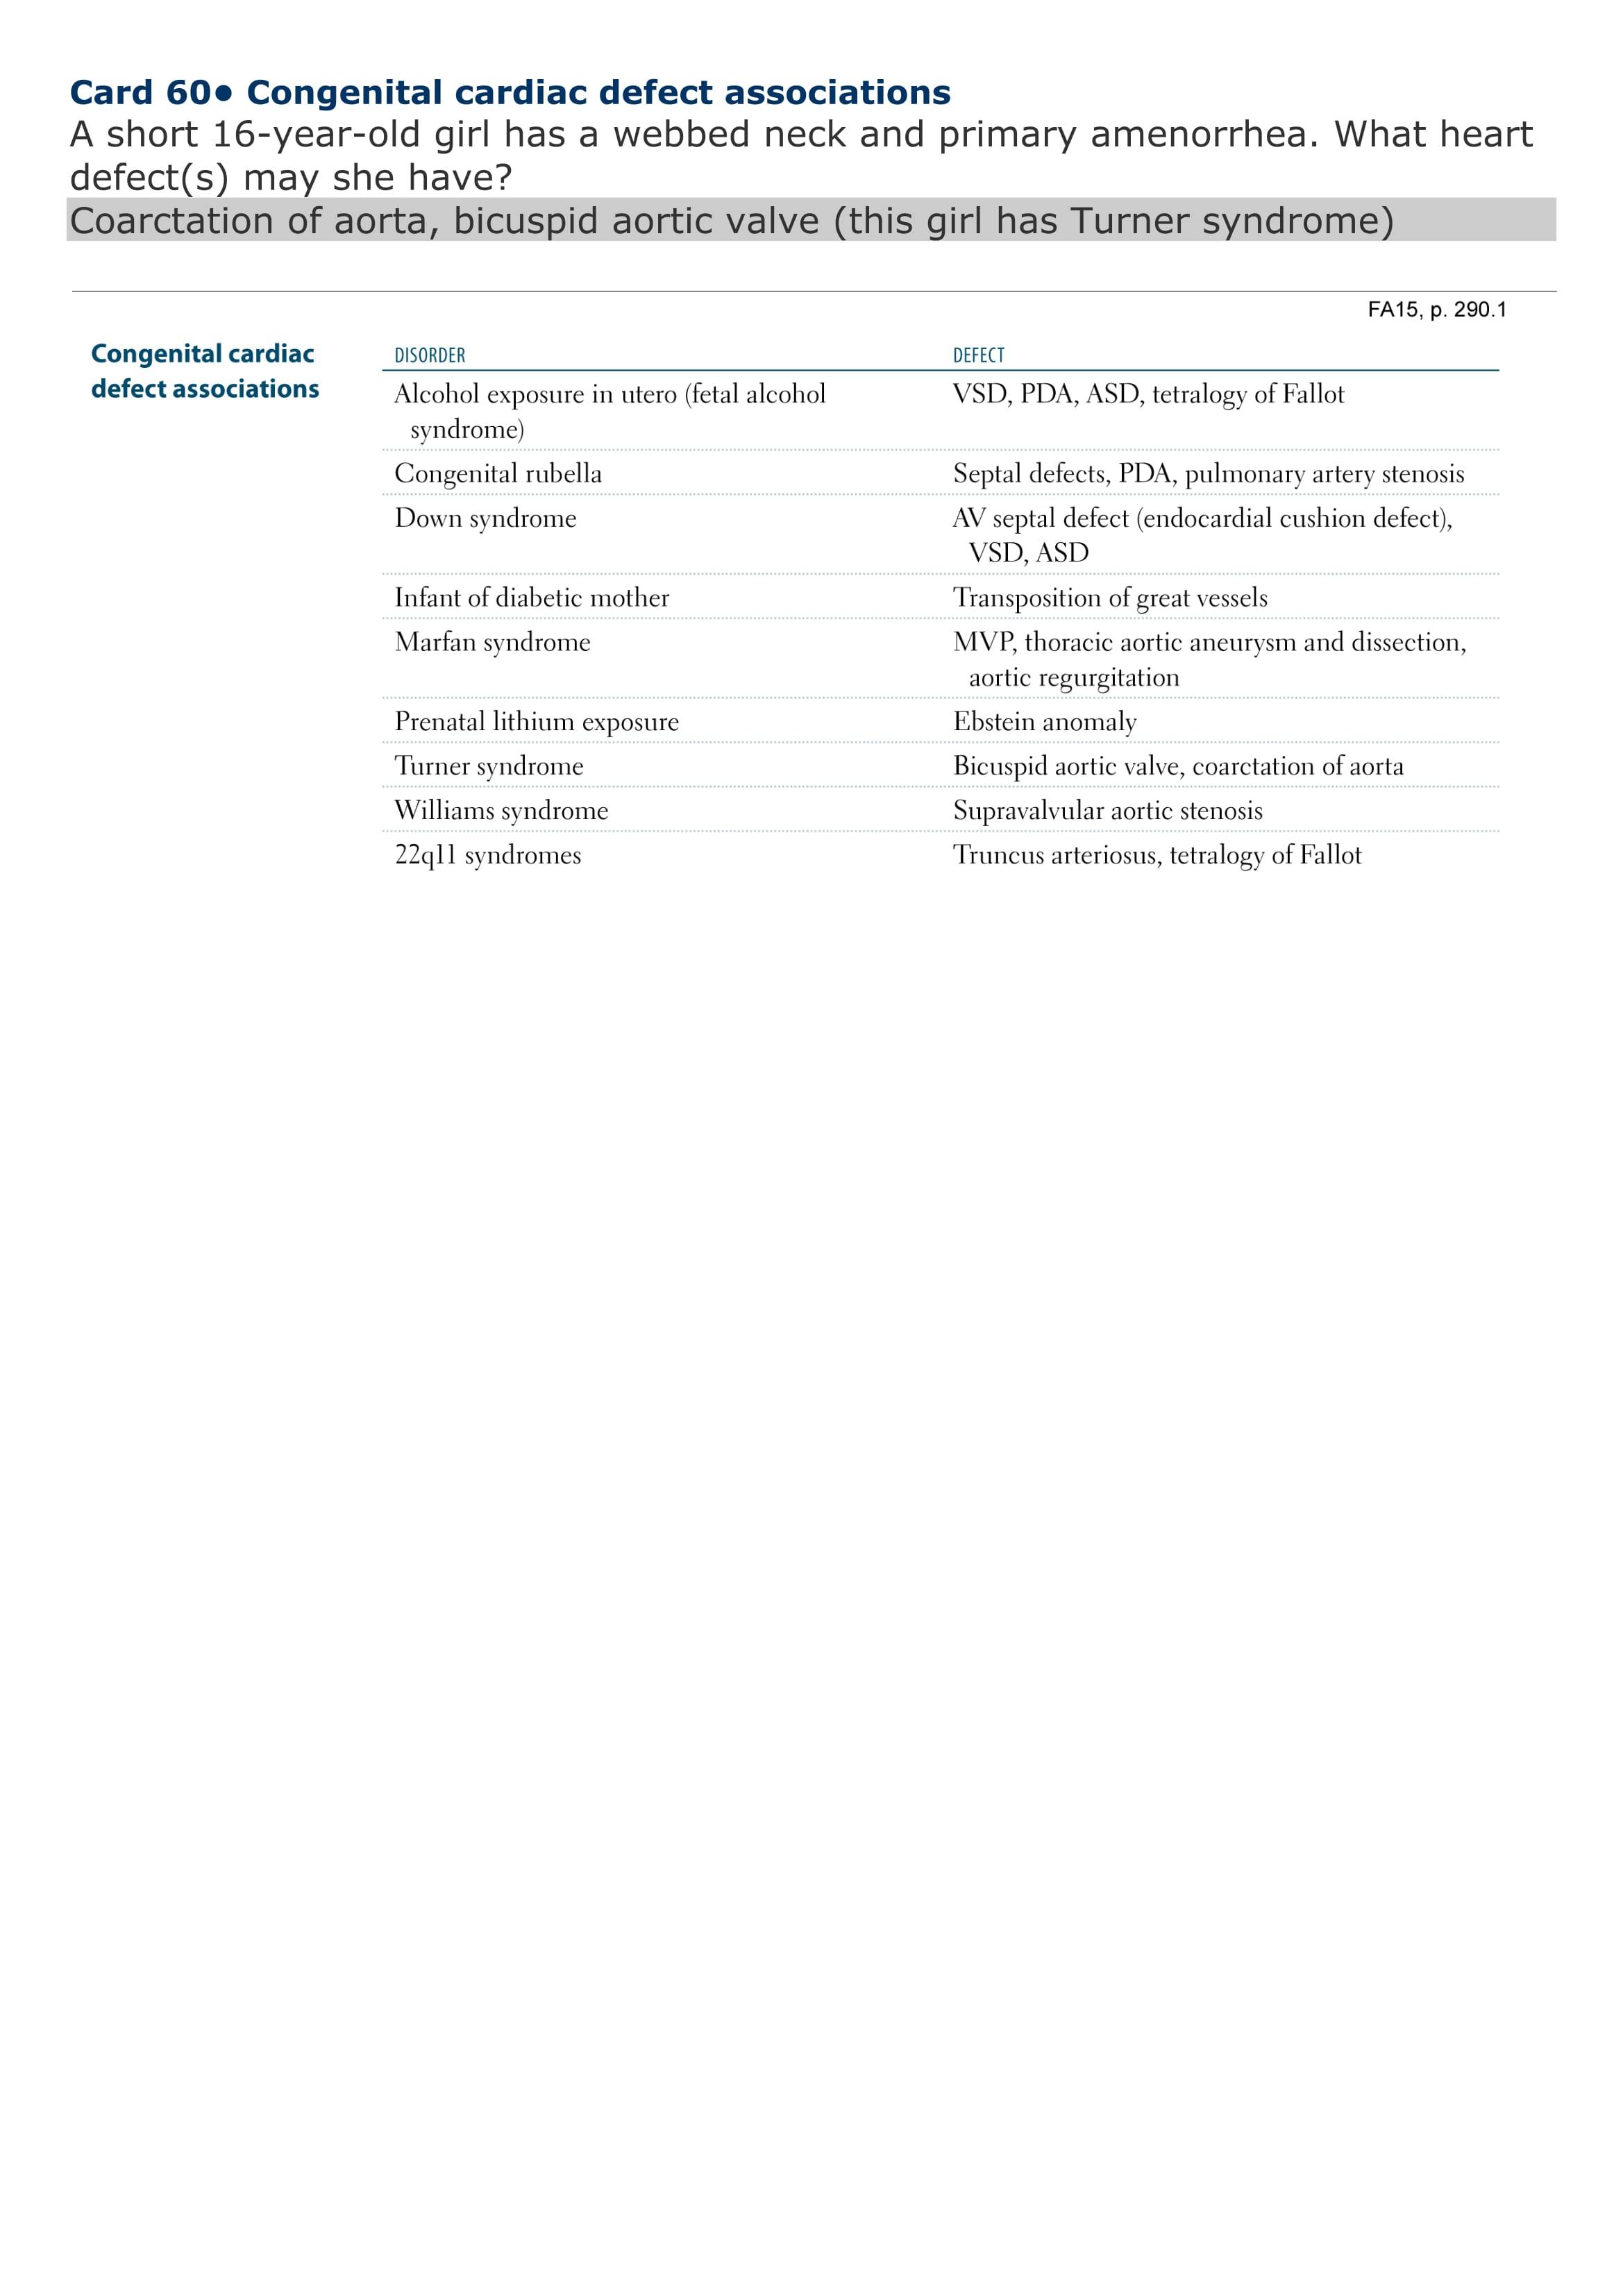 Card 60● Congenital cardiac defect associations
A short 16-year-old girl has a webbed neck and primary amenorrhea. What heart
defect(s) may she have?
Coarctation of aorta, bicuspid aortic valve (this girl has Turner syndrome)
FA15, p. 290.1
Congenital cardiac
defect associations
DISORDER DEFECT
Alcohol exposure in utero (fetal alcohol VSD, PDA, ASD, tetralogy of Fallot
syndrome)
Congenital rubella Septal defects, PDA, pulmonary artery stenosis
Down syndrome AV septal defect (endocardial cushion defect),
VSD, ASD
Infant of diabetic mother Transposition of great vessels
Marfan syndrome MVP, thoracic aortic aneurysm and dissection,
aortic regurgitation
Prenatal lithium exposure Ebstein anomaly
Turner syndrome Bicuspid aortic valve, coarctation of aorta
Williams syndrome Supravalvular aortic stenosis
22q11 syndromes Truncus arteriosus, tetralogy of Fallot